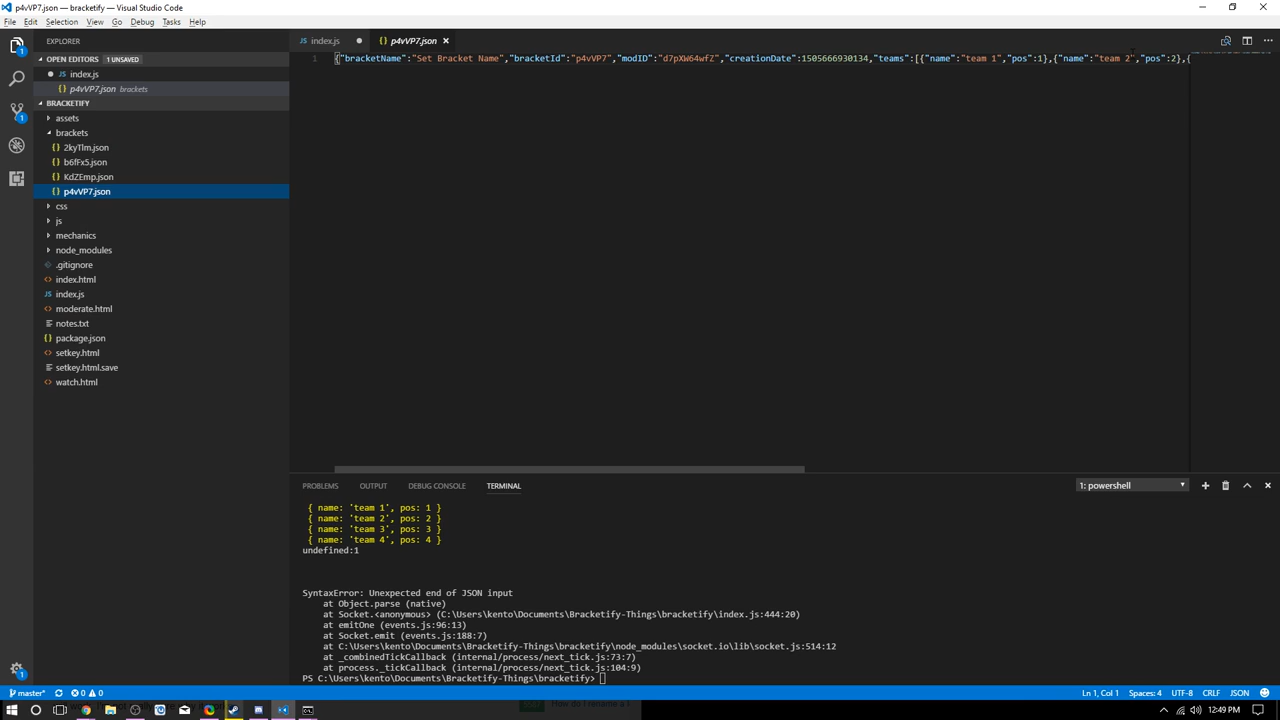 p4vVP7.json — bracketify — Visual Studio Code
File Edit Selection View Go Debug Tasks Help
EXPLORER
JS index.js
{} p4vVP7.json
OPEN EDITORS 1 UNSAVED
JS index.js
{} p4vVP7.json brackets
BRACKETIFY
assets
brackets
{} 2kyTlm.json
{} b6fFx5.json
{} KdZEmp.json
{} p4vVP7.json
css
js
mechanics
node_modules
.gitignore
<> index.html
JS index.js
<> moderate.html
notes.txt
{} package.json
<> setkey.html
setkey.html.save
<> watch.html
1 {"bracketName":"Set Bracket Name","bracketId":"p4vVP7","modID":"d7pXW64wfZ","creationDate":1505666930134,"teams":[{"name":"team 1","pos":1},{"name":"team 2","pos":2},{
PROBLEMS OUTPUT DEBUG CONSOLE TERMINAL
1: powershell
{ name: 'team 1', pos: 1 }
{ name: 'team 2', pos: 2 }
{ name: 'team 3', pos: 3 }
{ name: 'team 4', pos: 4 }
undefined:1
SyntaxError: Unexpected end of JSON input
at Object.parse (native)
at Socket.<anonymous> (C:\Users\kento\Documents\Bracketify-Things\bracketify\index.js:444:20)
at emitOne (events.js:96:13)
at Socket.emit (events.js:188:7)
at C:\Users\kento\Documents\Bracketify-Things\bracketify\node_modules\socket.io\lib\socket.js:514:12
at _combinedTickCallback (internal/process/next_tick.js:73:7)
at process._tickCallback (internal/process/next_tick.js:104:9)
PS C:\Users\kento\Documents\Bracketify-Things\bracketify>
master* 0 0
Ln 1, Col 1 Spaces: 4 UTF-8 CRLF JSON
How do I rename a l
12:49 PM